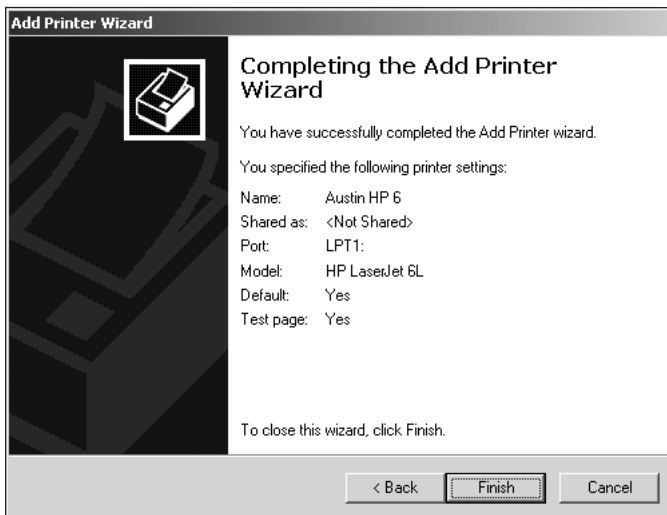 Add Printer Wizard
Completing the Add Printer
Wizard
You have successfully completed the Add Printer wizard.
You specified the following printer settings:
Name: Austin HP 6
Shared as: <Not Shared>
Port: LPT1:
Model: HP LaserJet 6L
Default: Yes
Test page: Yes
To close this wizard, click Finish.
< Back Finish Cancel